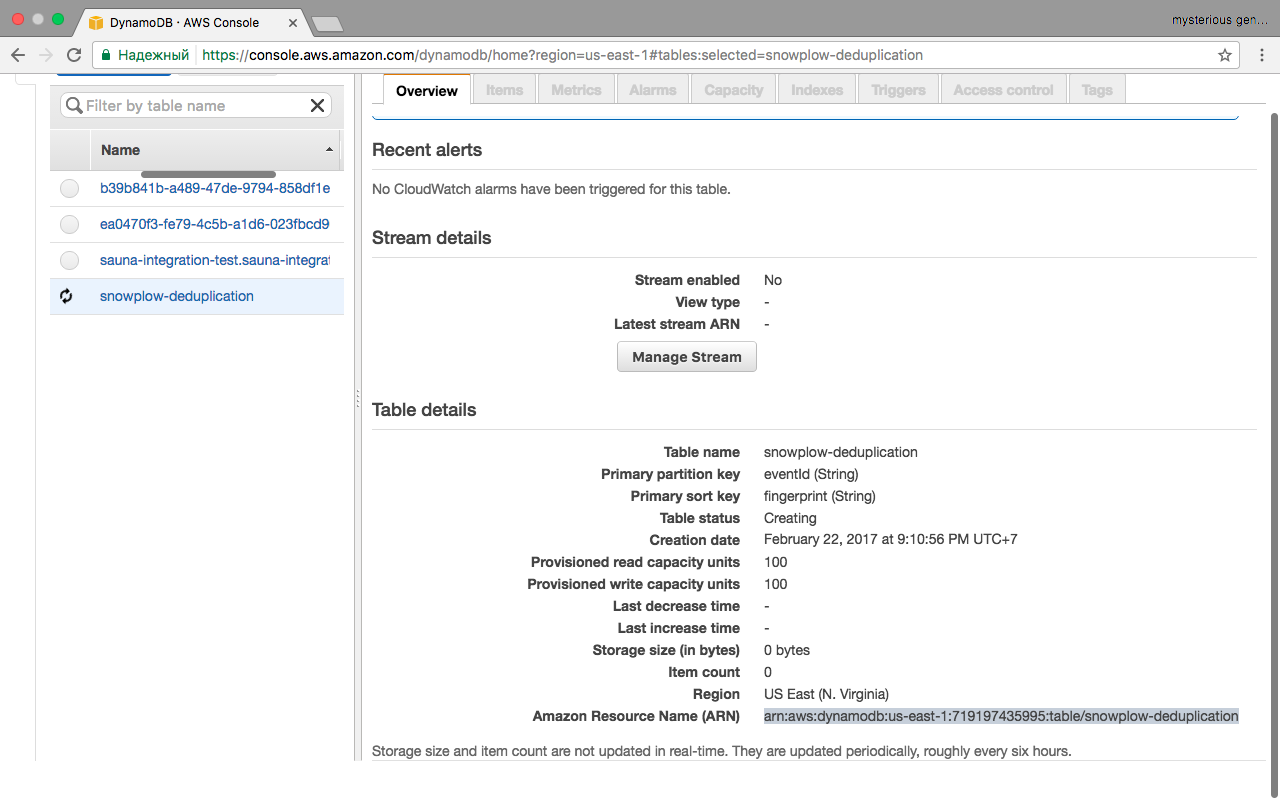 DynamoDB · AWS Console
mysterious gen...
Надежный https://console.aws.amazon.com/dynamodb/home?region=us-east-1#tables:selected=snowplow-deduplication
Filter by table name
Name
b39b841b-a489-47de-9794-858df1e
ea0470f3-fe79-4c5b-a1d6-023fbcd9
sauna-integration-test.sauna-integrat
snowplow-deduplication
Overview Items Metrics Alarms Capacity Indexes Triggers Access control Tags
Recent alerts
No CloudWatch alarms have been triggered for this table.
Stream details
Stream enabled No
View type -
Latest stream ARN -
Manage Stream
Table details
Table name snowplow-deduplication
Primary partition key eventId (String)
Primary sort key fingerprint (String)
Table status Creating
Creation date February 22, 2017 at 9:10:56 PM UTC+7
Provisioned read capacity units 100
Provisioned write capacity units 100
Last decrease time -
Last increase time -
Storage size (in bytes) 0 bytes
Item count 0
Region US East (N. Virginia)
Amazon Resource Name (ARN) arn:aws:dynamodb:us-east-1:719197435995:table/snowplow-deduplication
Storage size and item count are not updated in real-time. They are updated periodically, roughly every six hours.